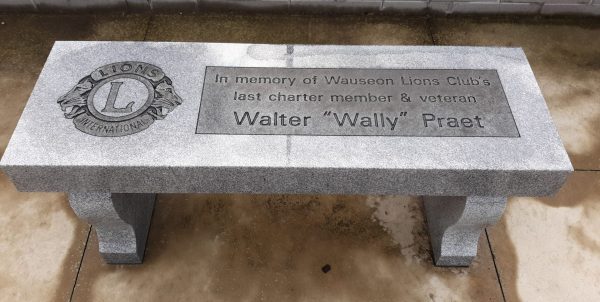 LIONS
L
INTERNATIONAL
In memory of Wauseon Lions Club's
last charter member & veteran
Walter "Wally" Praet